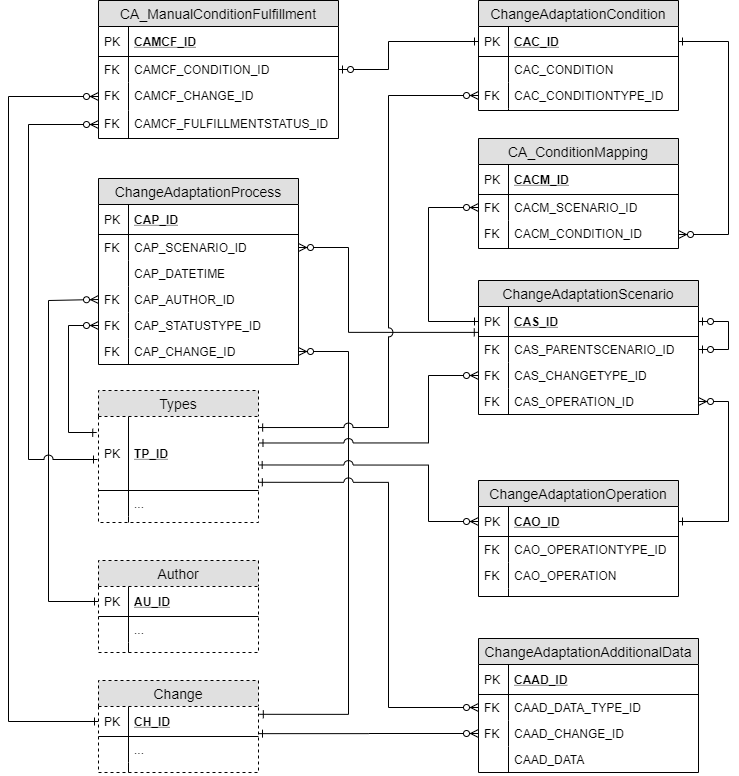 CA_ManualConditionFulfillment
PK CAMCF_ID
FK CAMCF_CONDITION_ID
FK CAMCF_CHANGE_ID
FK CAMCF_FULFILLMENTSTATUS_ID
ChangeAdaptationCondition
PK CAC_ID
CAC_CONDITION
FK CAC_CONDITIONTYPE_ID
CA_ConditionMapping
PK CACM_ID
FK CACM_SCENARIO_ID
FK CACM_CONDITION_ID
ChangeAdaptationProcess
PK CAP_ID
FK CAP_SCENARIO_ID
CAP_DATETIME
FK CAP_AUTHOR_ID
FK CAP_STATUSTYPE_ID
FK CAP_CHANGE_ID
ChangeAdaptationScenario
PK CAS_ID
FK CAS_PARENTSCENARIO_ID
FK CAS_CHANGETYPE_ID
FK CAS_OPERATION_ID
Types
PK TP_ID
...
ChangeAdaptationOperation
PK CAO_ID
FK CAO_OPERATIONTYPE_ID
FK CAO_OPERATION
Author
PK AU_ID
...
ChangeAdaptationAdditionalData
PK CAAD_ID
FK CAAD_DATA_TYPE_ID
FK CAAD_CHANGE_ID
CAAD_DATA
Change
PK CH_ID
...